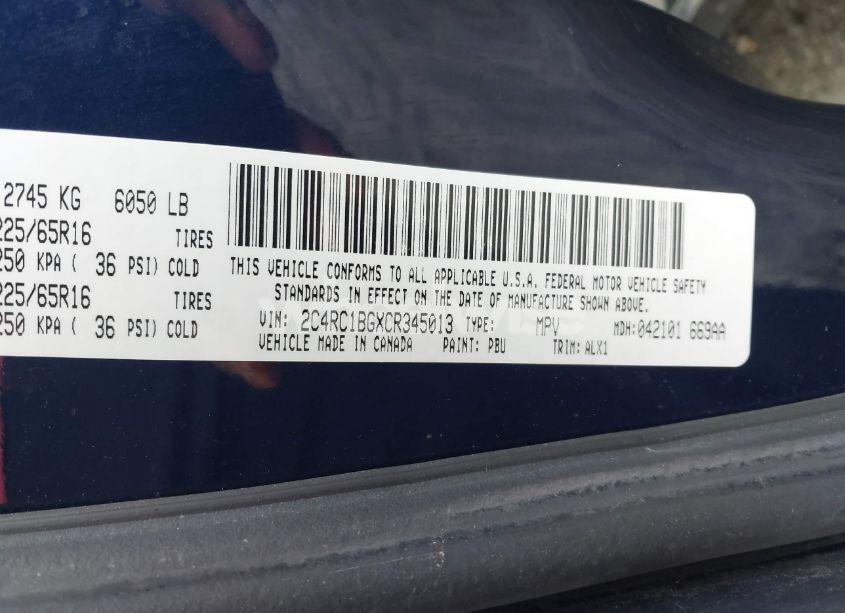 2745 KG 6050 LB
225/65R16 TIRES
250 KPA ( 36 PSI) COLD
225/65R16 TIRES
250 KPA ( 36 PSI) COLD
THIS VEHICLE CONFORMS TO ALL APPLICABLE U.S.A. FEDERAL MOTOR VEHICLE SAFETY
STANDARDS IN EFFECT ON THE DATE OF MANUFACTURE SHOWN ABOVE.
VIN: 2C4RC1BGXCR345013 TYPE: MPV MDH:042101 669AA
VEHICLE MADE IN CANADA PAINT: PBU TRIM: ALX1